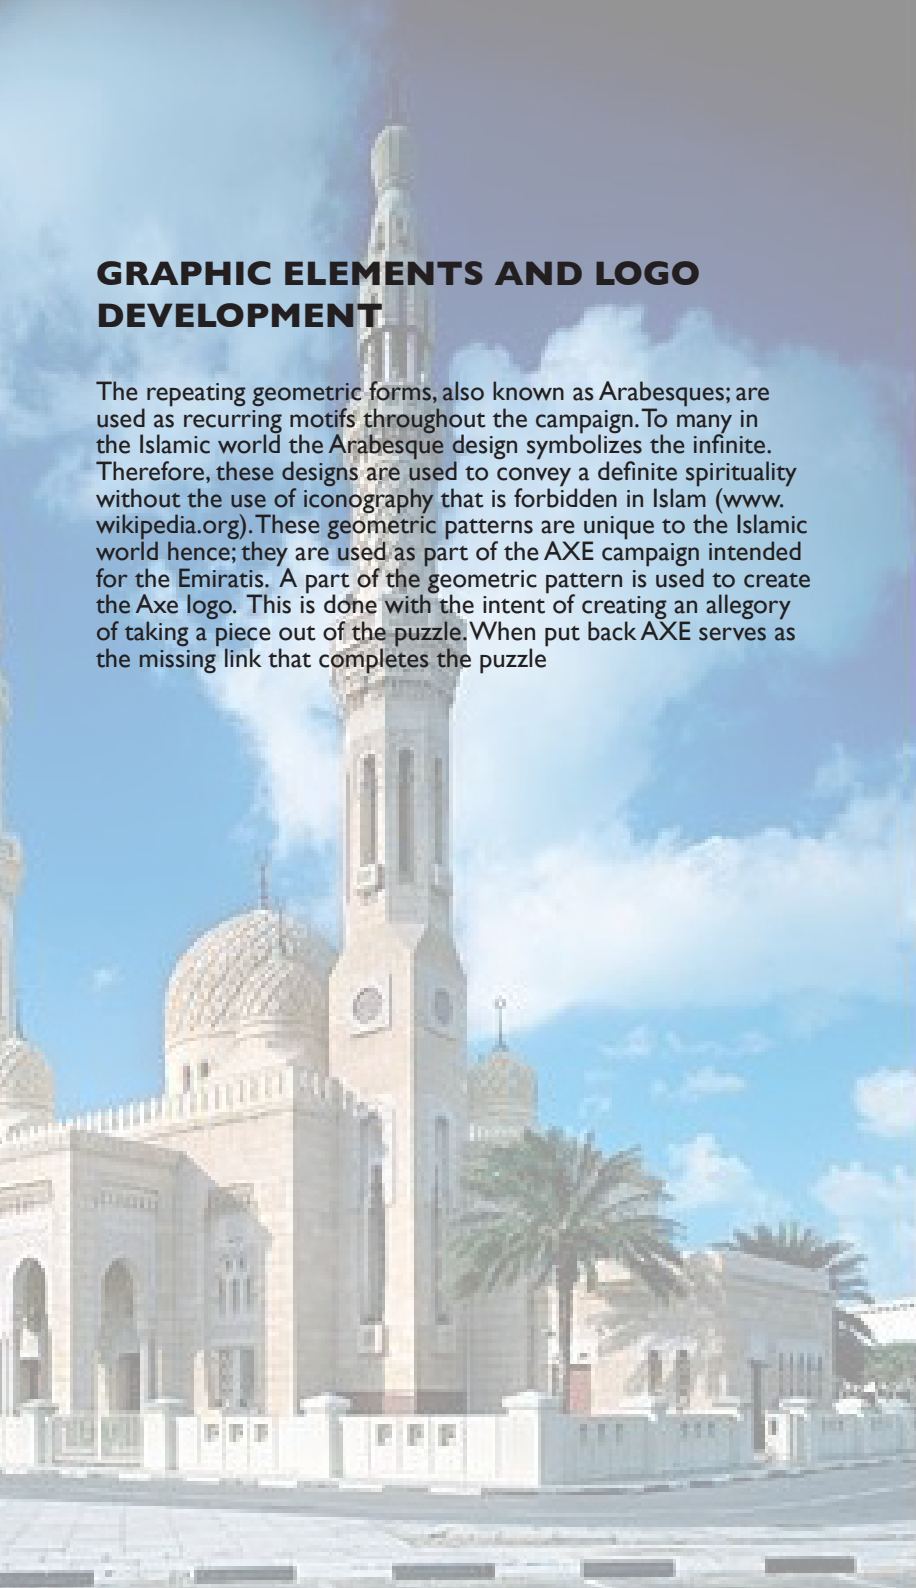 GRAPHIC ELEMENTS AND LOGO
DEVELOPMENT
The repeating geometric forms, also known as Arabesques; are
used as recurring motifs throughout the campaign. To many in
the Islamic world the Arabesque design symbolizes the infinite.
Therefore, these designs are used to convey a definite spirituality
without the use of iconography that is forbidden in Islam (www.
wikipedia.org). These geometric patterns are unique to the Islamic
world hence; they are used as part of the AXE campaign intended
for the Emiratis. A part of the geometric pattern is used to create
the Axe logo. This is done with the intent of creating an allegory
of taking a piece out of the puzzle. When put back AXE serves as
the missing link that completes the puzzle